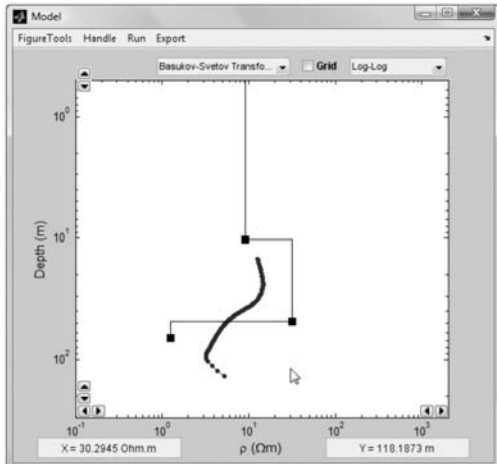 Model
FigureTools Handle Run Export
Basukov-Svetov Transfo... Grid Log-Log
10^0
10^1
10^2
Depth (m)
10^-1 10^0 10^1 10^2 10^3
ρ (Ωm)
X = 30.2945 Ohm.m
Y = 118.1873 m